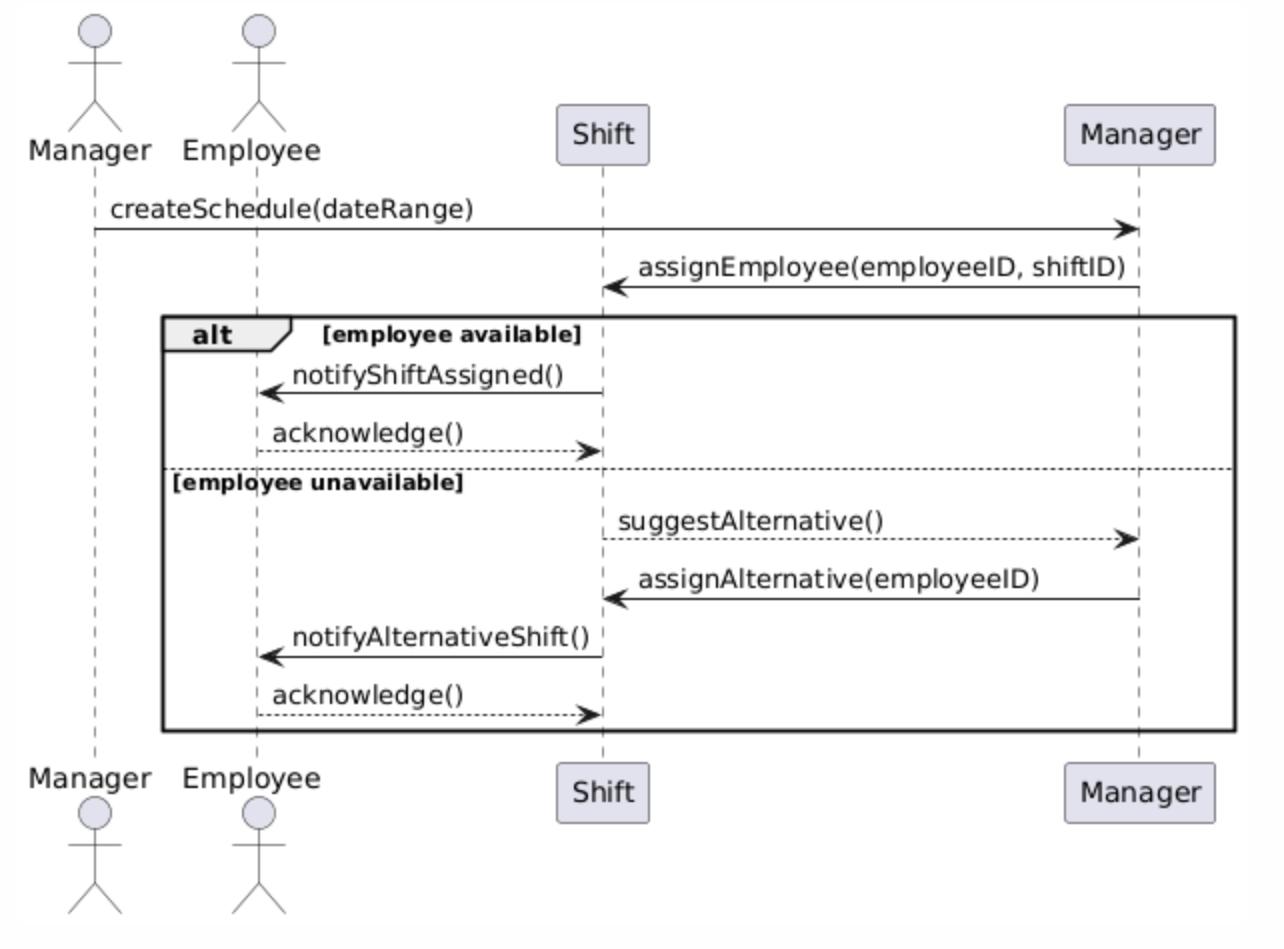 Manager
Employee
Shift
Manager
createSchedule(dateRange)
assignEmployee(employeeID, shiftID)
alt
[employee available]
notifyShiftAssigned()
acknowledge()
[employee unavailable]
suggestAlternative()
assignAlternative(employeeID)
notifyAlternativeShift()
acknowledge()
Manager
Employee
Shift
Manager